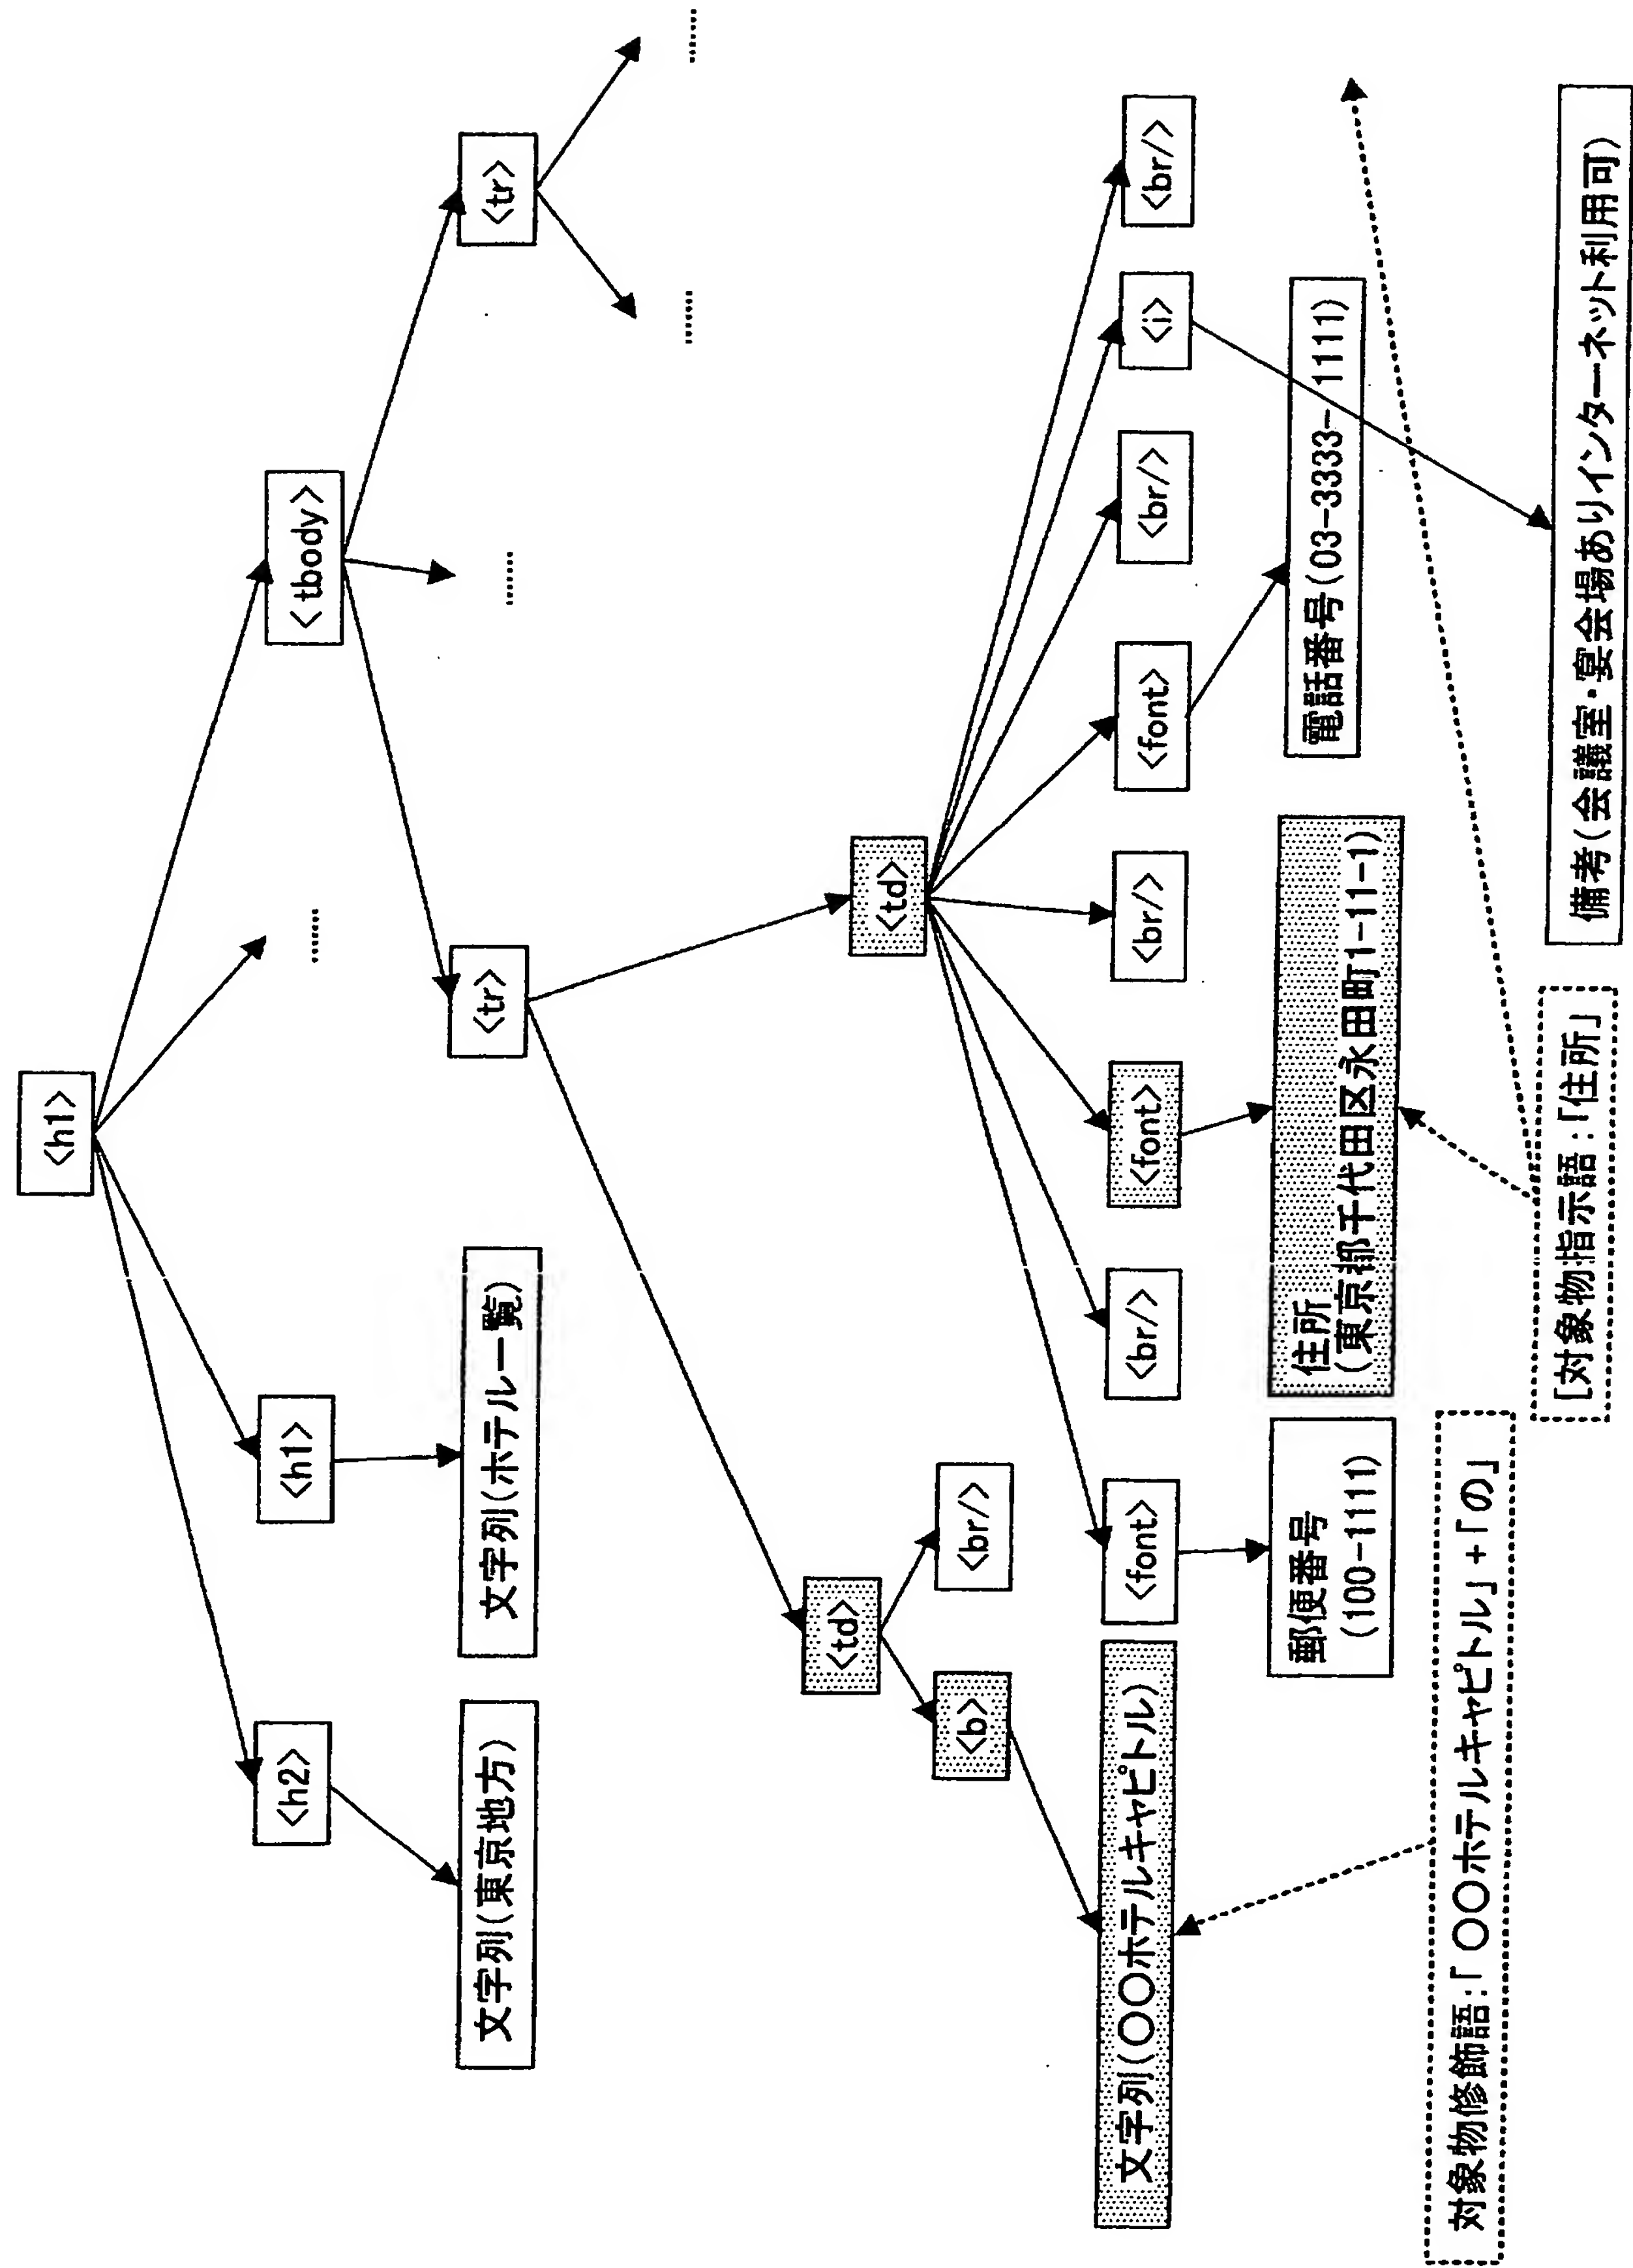 <h1>
<h2>
<h1>
......
<tbody>
文字列(東京地方)
文字列(ホテル一覧)
<tr>
......
<tr>
......
......
<td>
<td>
<b>
<br/>
文字列(〇〇ホテルキャピトル)
<font>
<br/>
<font>
<br/>
<font>
<br/>
<i>
<br/>
郵便番号
(100-1111)
住所
(東京都千代田区永田町1-11-1)
電話番号(03-3333-1111)
対象物修飾語:「〇〇ホテルキャピトル」+「の」
[対象物指示語:「住所」
備考(会議室・宴会場ありインターネット利用可)